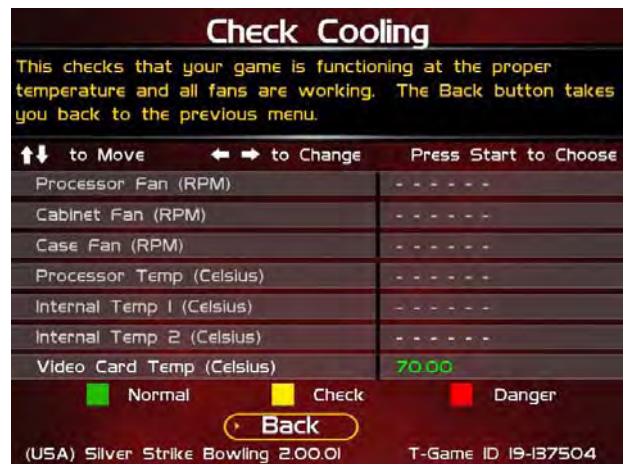 Check Cooling
This checks that your game is functioning at the proper
temperature and all fans are working. The Back button takes
you back to the previous menu.
to Move to Change Press Start to Choose
Processor Fan (RPM) - - - - - -
Cabinet Fan (RPM) - - - - - -
Case Fan (RPM) - - - - - -
Processor Temp (Celsius) - - - - - -
Internal Temp 1 (Celsius) - - - - - -
Internal Temp 2 (Celsius) - - - - - -
Video Card Temp (Celsius) 70.00
Normal Check Danger
Back
(USA) Silver Strike Bowling 2.00.01 T-Game ID 19-137504